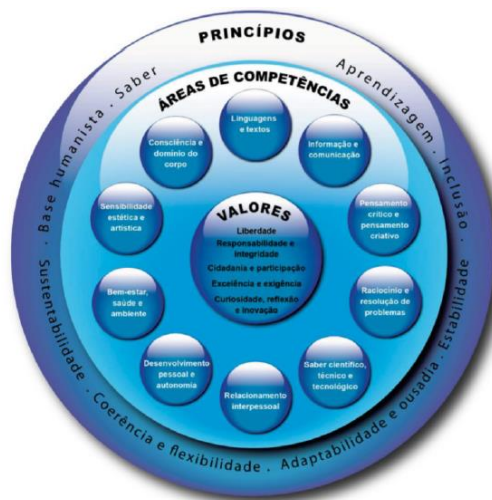 PRINCÍPIOS
Base humanista . Saber
Aprendizagem . Inclusão .
Estabilidade
Adaptabilidade e ousadia .
Coerência e flexibilidade .
Sustentabilidade .
ÁREAS DE COMPETÊNCIAS
Linguagens
e textos
Informação e
comunicação
Pensamento
crítico e
pensamento
criativo
Raciocínio e
resolução de
problemas
Saber científico,
técnico e
tecnológico
Relacionamento
interpessoal
Desenvolvimento
pessoal e
autonomia
Bem-estar,
saúde e
ambiente
Sensibilidade
estética e
artística
Consciência e
domínio do
corpo
VALORES
Liberdade
Responsabilidade e
integridade
Cidadania e participação
Excelência e exigência
Curiosidade, reflexão
e inovação